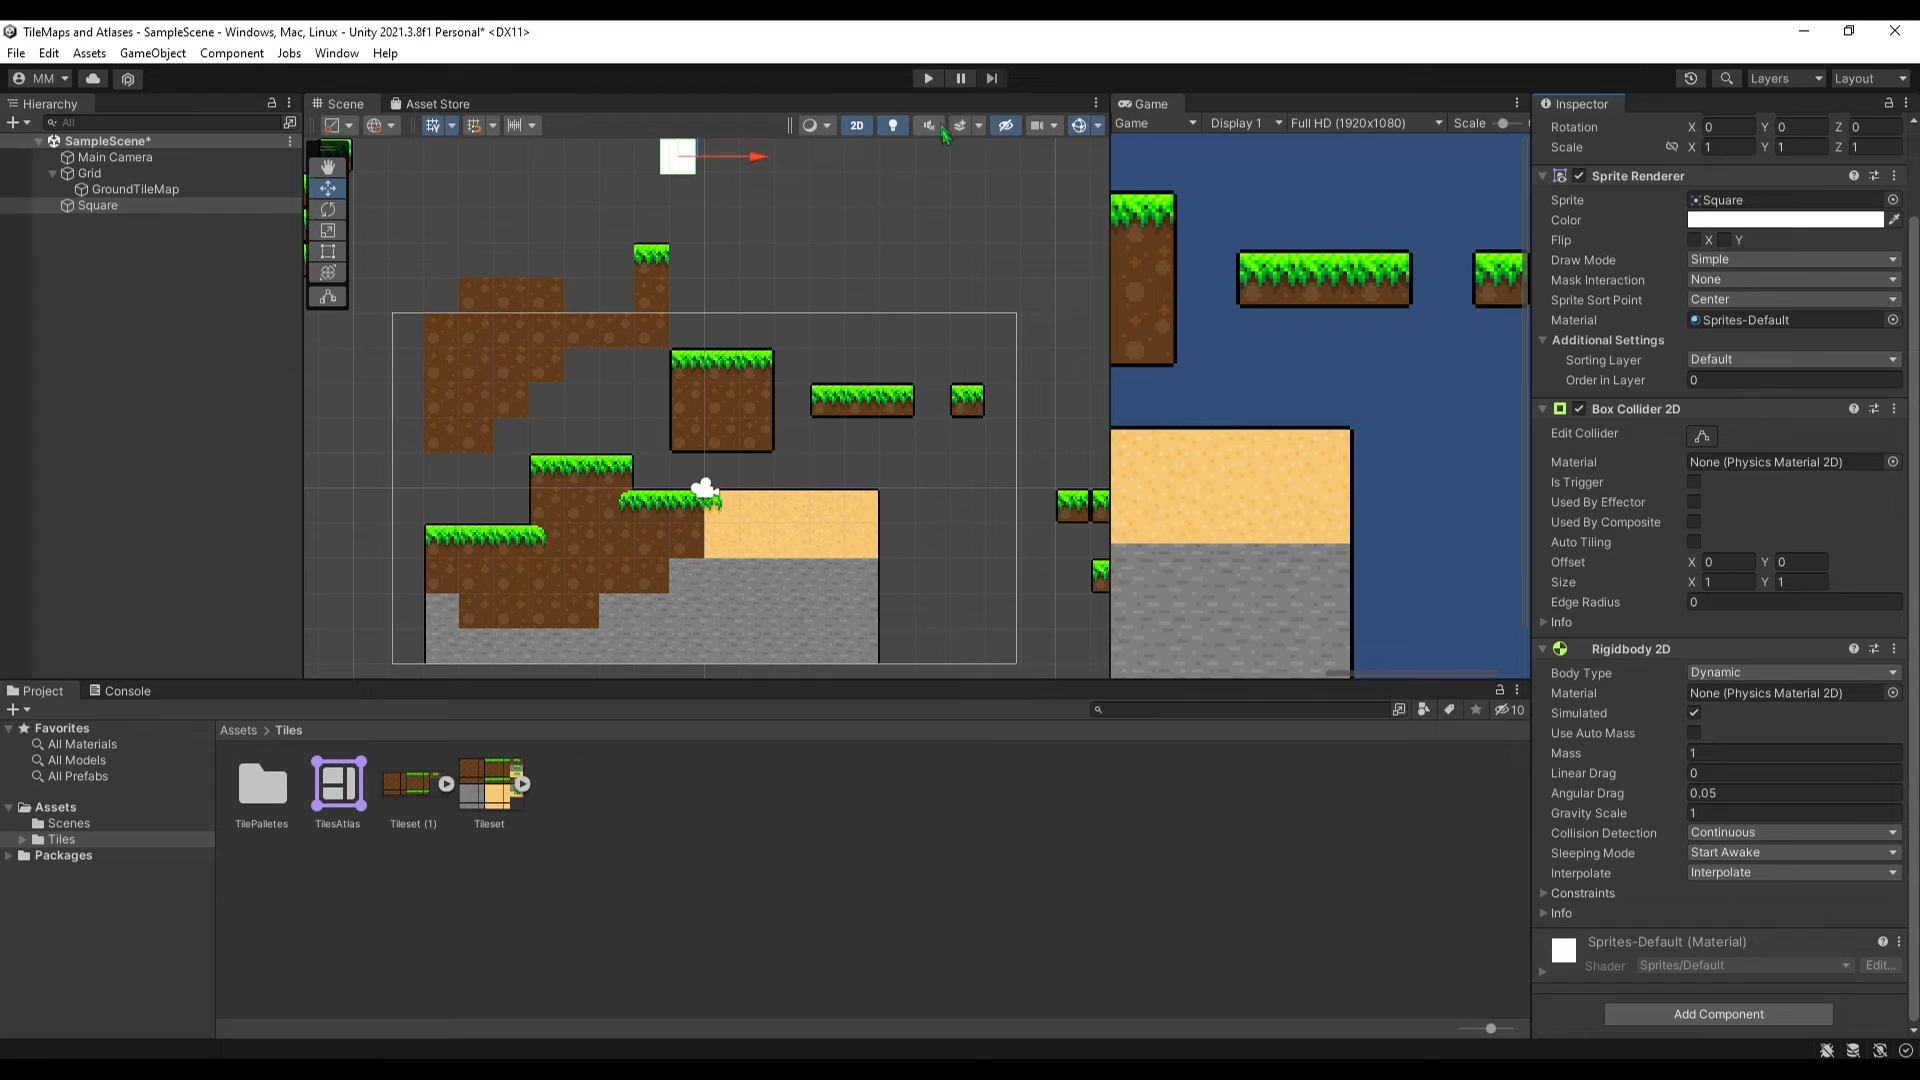 TileMaps and Atlases - SampleScene - Windows, Mac, Linux - Unity 2021.3.8f1 Personal* <DX11>
File Edit Assets GameObject Component Jobs Window Help
MM Layers Layout
Hierarchy Scene Asset Store Game Inspector
All
2D
Game Display 1 Full HD (1920x1080) Scale
SampleScene*
Main Camera
Grid
GroundTileMap
Square
Rotation X 0 Y 0 Z 0
Scale X 1 Y 1 Z 1
Sprite Renderer
Sprite Square
Color
Flip X Y
Draw Mode Simple
Mask Interaction None
Sprite Sort Point Center
Material Sprites-Default
Additional Settings
Sorting Layer Default
Order in Layer 0
Box Collider 2D
Edit Collider
Material None (Physics Material 2D)
Is Trigger
Used By Effector
Used By Composite
Auto Tiling
Offset X 0 Y 0
Size X 1 Y 1
Edge Radius 0
Info
Rigidbody 2D
Body Type Dynamic
Material None (Physics Material 2D)
Simulated
Use Auto Mass
Mass 1
Linear Drag 0
Angular Drag 0.05
Gravity Scale 1
Collision Detection Continuous
Sleeping Mode Start Awake
Interpolate Interpolate
Constraints
Info
Sprites-Default (Material)
Shader Sprites/Default Edit...
Add Component
Project Console
10
Favorites
All Materials
All Models
All Prefabs
Assets
Scenes
Tiles
Packages
Assets > Tiles
TilePalletes TilesAtlas Tileset (1) Tileset